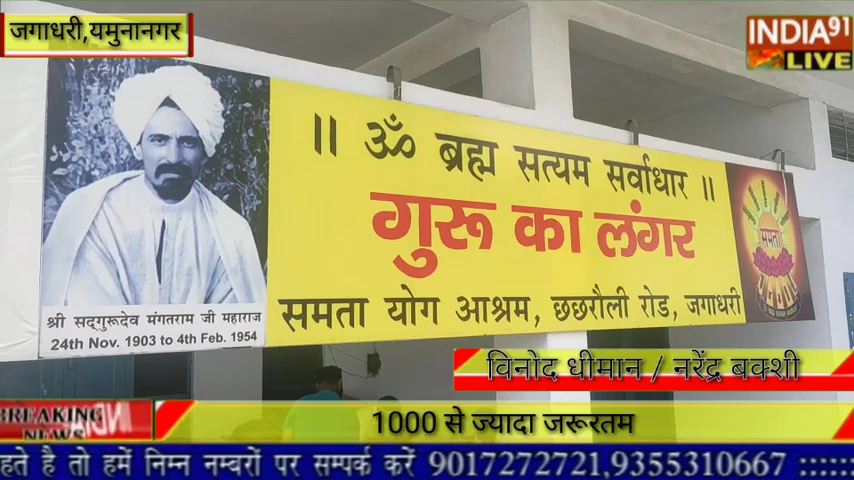 जगाधरी,यमुनानगर
INDIA91
LIVE
|| ॐ ब्रह्म सत्यम सर्वाधार ||
गुरू का लंगर
समता
समता योग आश्रम, छछरौली रोड, जगाधरी
श्री सद्गुरूदेव मंगतराम जी महाराज
24th Nov. 1903 to 4th Feb. 1954
विनोद धीमान / नरेंद्र बक्शी
BREAKING
NEWS
1000 से ज्यादा जरूरतम
हते है तो हमें निम्न नम्बरों पर सम्पर्क करें 9017272721,9355310667 ::::::